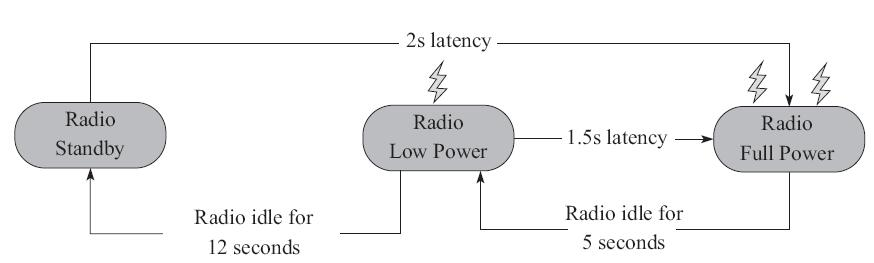 2s latency
Radio
Standby
Radio
Low Power
1.5s latency
Radio
Full Power
Radio idle for
12 seconds
Radio idle for
5 seconds